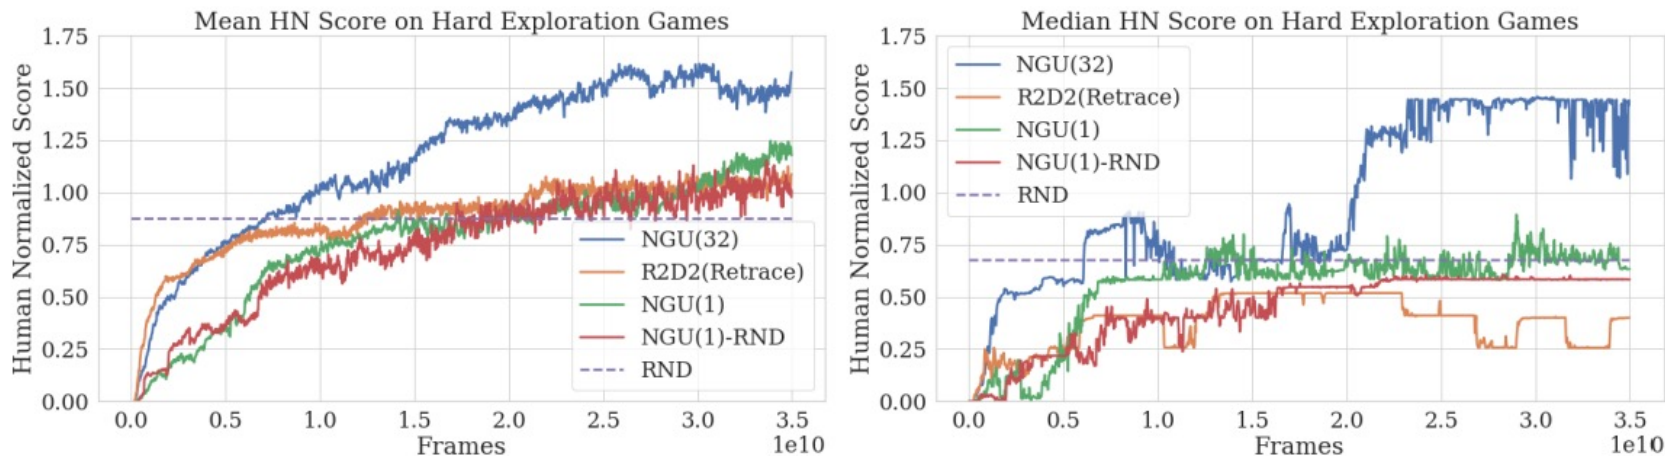 Mean HN Score on Hard Exploration Games
Human Normalized Score
1.75
1.50
1.25
1.00
0.75
0.50
0.25
0.00
NGU(32)
R2D2(Retrace)
NGU(1)
NGU(1)-RND
RND
0.0 0.5 1.0 1.5 2.0 2.5 3.0 3.5
1e10
Frames
Median HN Score on Hard Exploration Games
Human Normalized Score
1.75
1.50
1.25
1.00
0.75
0.50
0.25
0.00
NGU(32)
R2D2(Retrace)
NGU(1)
NGU(1)-RND
RND
0.0 0.5 1.0 1.5 2.0 2.5 3.0 3.5
1e10
Frames